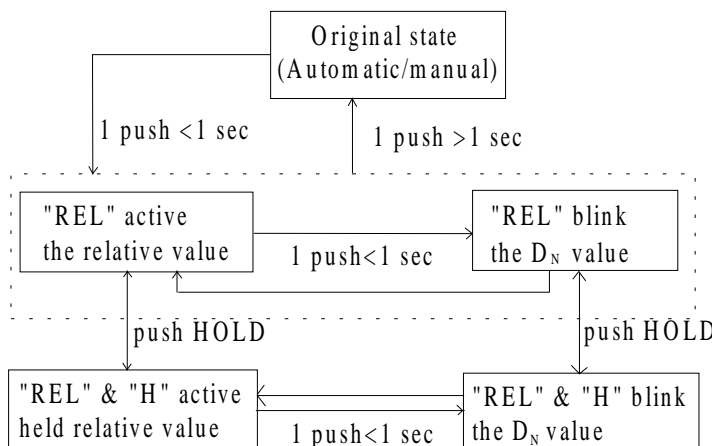 Original state
(Automatic/manual)
1 push <1 sec
1 push >1 sec
"REL" active
the relative value
1 push<1 sec
"REL" blink
the D_N value
push HOLD
push HOLD
"REL" & "H" active
held relative value
1 push<1 sec
"REL" & "H" blink
the D_N value